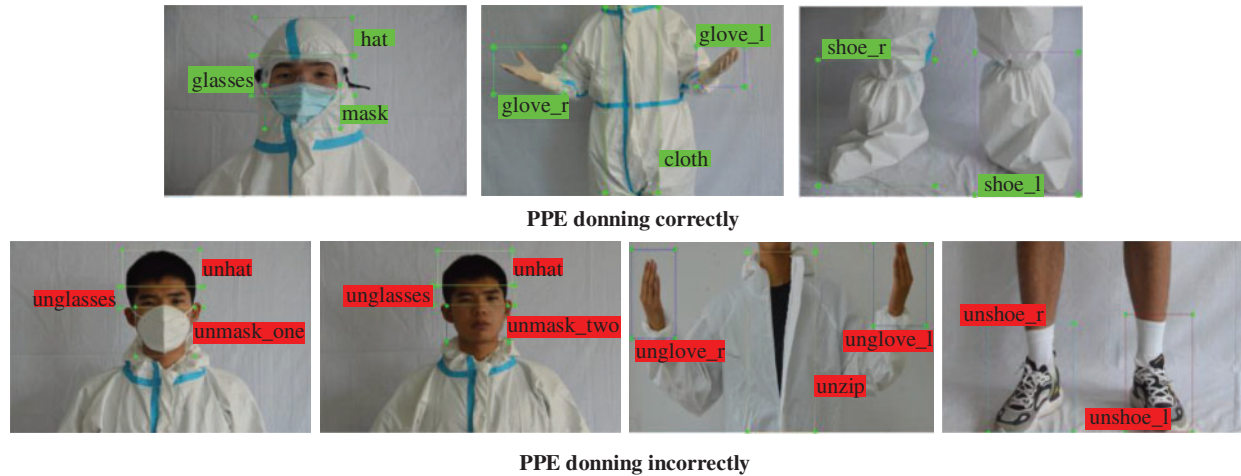 hat
glasses
mask
glove_l
glove_r
cloth
shoe_r
shoe_l
PPE donning correctly
unhat
unglasses
unmask_one
unhat
unglasses
unmask_two
unglove_r
unglove_l
unzip
unshoe_r
unshoe_l
PPE donning incorrectly